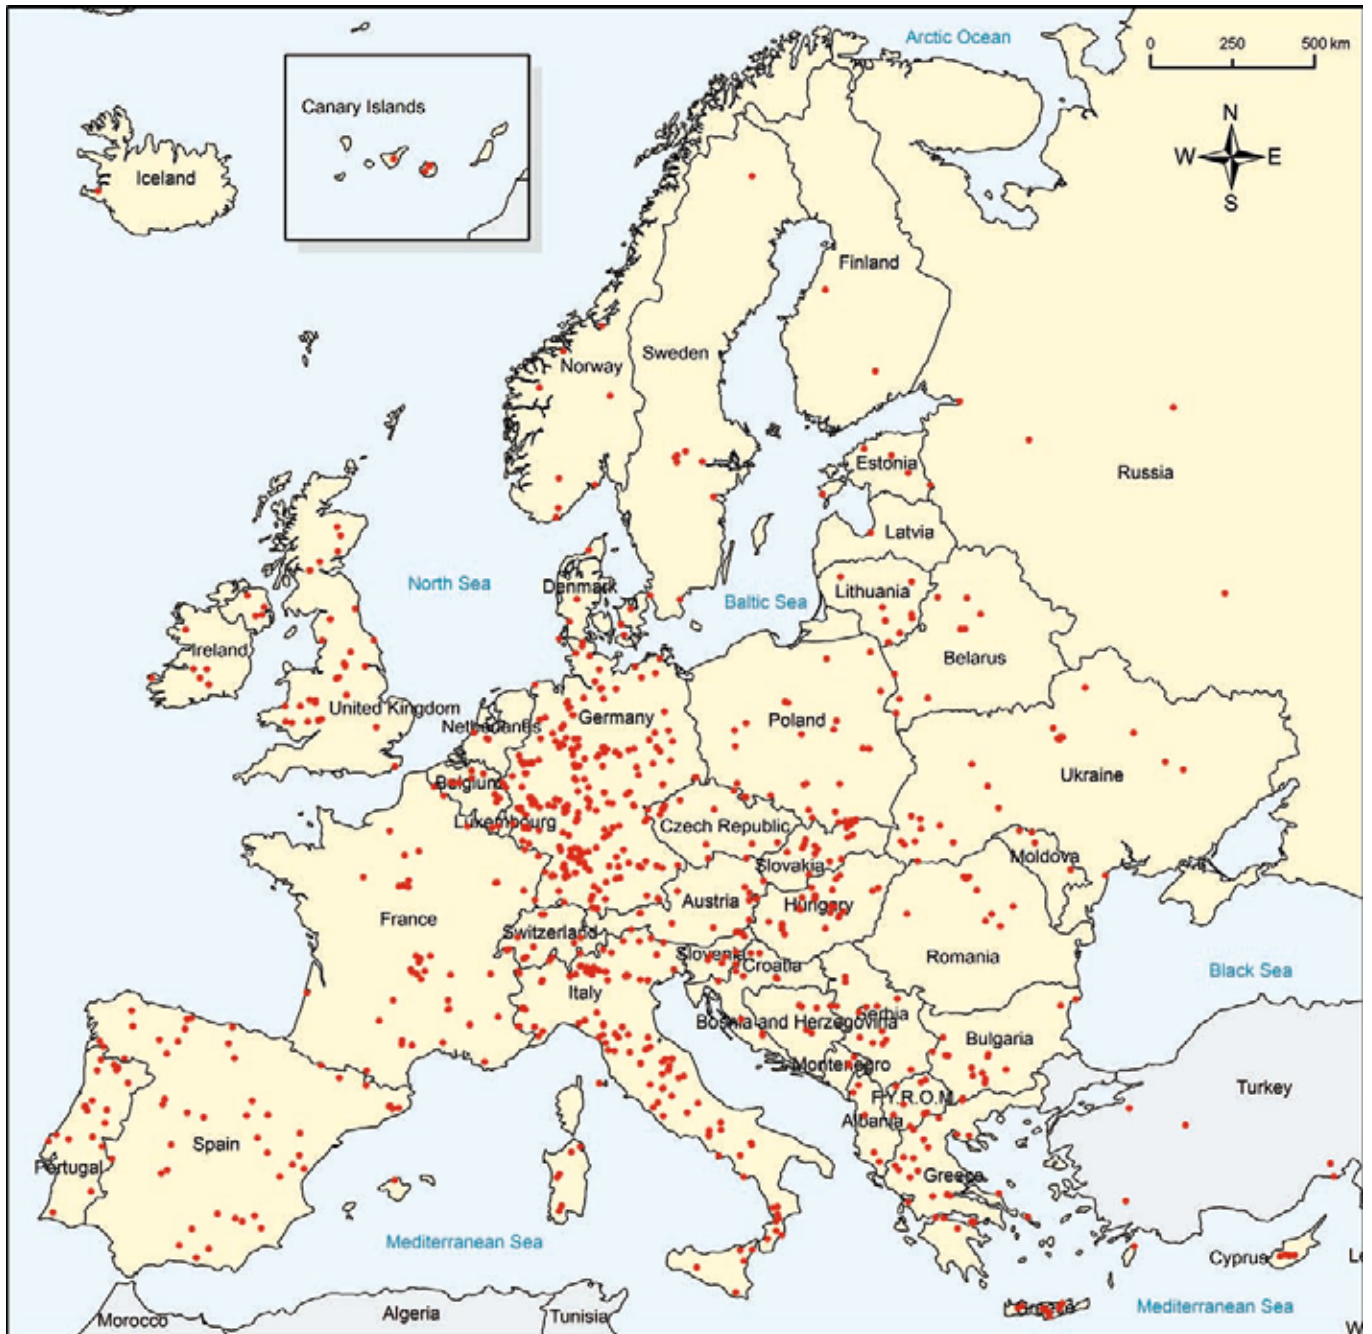 Arctic Ocean
0 250 500 km
Canary Islands
N
W E
S
Iceland
Finland
Sweden
Norway
Russia
Estonia
Latvia
North Sea
Denmark
Baltic Sea
Lithuania
Ireland
Belarus
United Kingdom
Netherlands
Germany
Poland
Belgium
Ukraine
Luxembourg
Czech Republic
Slovakia
Moldova
Austria
Hungary
France
Switzerland
Slovenia
Croatia
Romania
Black Sea
Italy
Bosnia and Herzegovina
Serbia
Bulgaria
Montenegro
F.Y.R.O.M.
Turkey
Albania
Spain
Portugal
Greece
Mediterranean Sea
Cyprus
Le
Greece
Mediterranean Sea
Morocco
Algeria
Tunisia
W